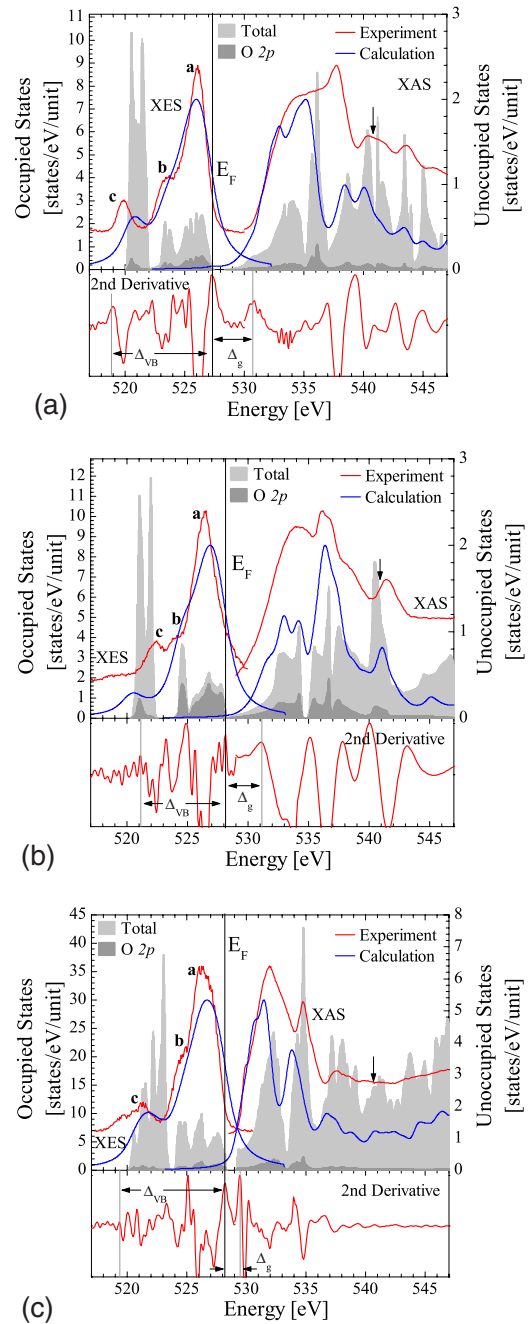 Total
O 2p
Experiment
Calculation
XES
XAS
a
b
c
E_F
Occupied States
[states/eV/unit]
Unoccupied States
[states/eV/unit]
11
10
9
8
7
6
5
4
3
2
1
0
3
2
1
0
2nd Derivative
Δ_VB
Δ_g
520 525 530 535 540 545
Energy [eV]
(a)
Total
O 2p
Experiment
Calculation
XES
XAS
a
b
c
E_F
Occupied States
[states/eV/unit]
Unoccupied States
[states/eV/unit]
12
11
10
9
8
7
6
5
4
3
2
1
0
3
2
1
0
2nd Derivative
Δ_VB
Δ_g
520 525 530 535 540 545
Energy [eV]
(b)
Total
O 2p
Experiment
Calculation
XES
XAS
a
b
c
E_F
Occupied States
[states/eV/unit]
Unoccupied States
[states/eV/unit]
45
40
35
30
25
20
15
10
5
0
8
7
6
5
4
3
2
1
0
2nd Derivative
Δ_VB
Δ_g
520 525 530 535 540 545
Energy [eV]
(c)